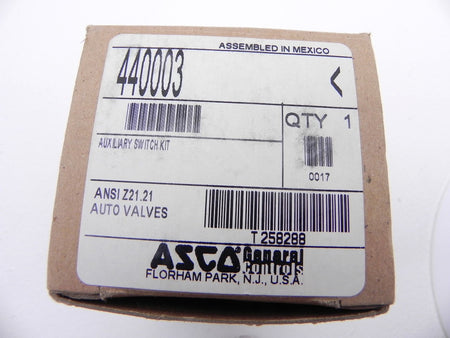 ASSEMBLED IN MEXICO
440003 <
QTY 1
AUXILIARY SWITCH KIT
0017
ANSI Z21.21
AUTO VALVES
T 258288
ASCO General Controls
FLORHAM PARK, N.J., U.S.A.